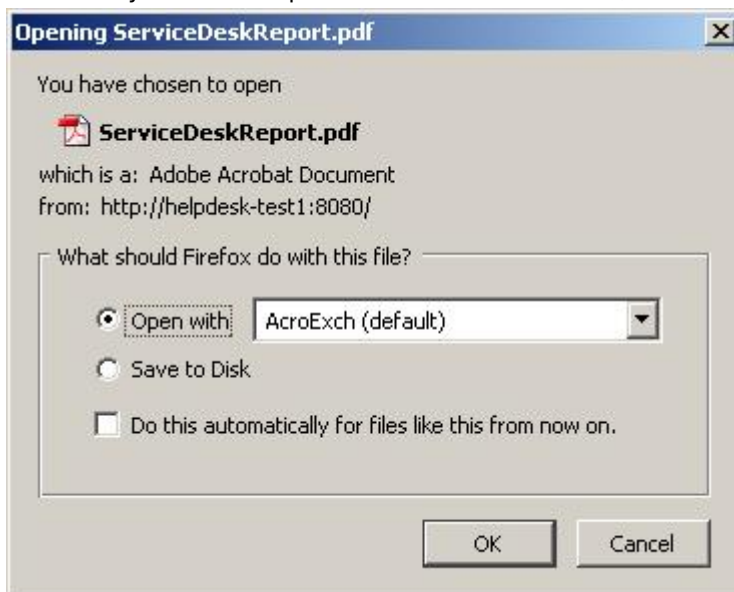 Opening ServiceDeskReport.pdf
You have chosen to open
ServiceDeskReport.pdf
which is a: Adobe Acrobat Document
from: http://helpdesk-test1:8080/
What should Firefox do with this file?
Open with AcroExch (default)
Save to Disk
Do this automatically for files like this from now on.
OK Cancel